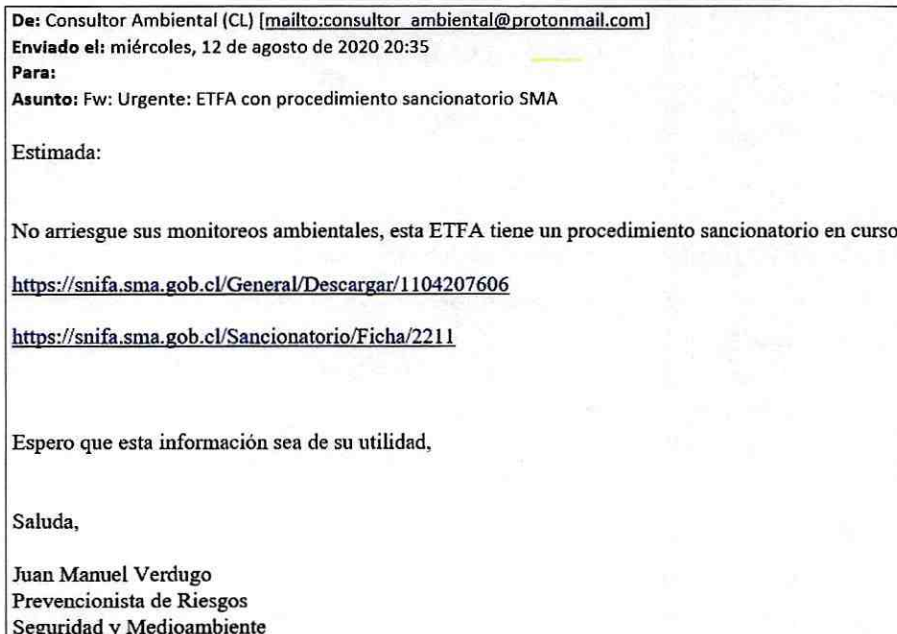 De: Consultor Ambiental (CL) [mailto:consultor_ambiental@protonmail.com]
Enviado el: miércoles, 12 de agosto de 2020 20:35
Para:
Asunto: Fw: Urgente: ETFA con procedimiento sancionatorio SMA
Estimada:
No arriesgue sus monitoreos ambientales, esta ETFA tiene un procedimiento sancionatorio en curso
https://snifa.sma.gob.cl/General/Descargar/1104207606
https://snifa.sma.gob.cl/Sancionatorio/Ficha/2211
Espero que esta información sea de su utilidad,
Saluda,
Juan Manuel Verdugo
Prevencionista de Riesgos
Seguridad y Medioambiente